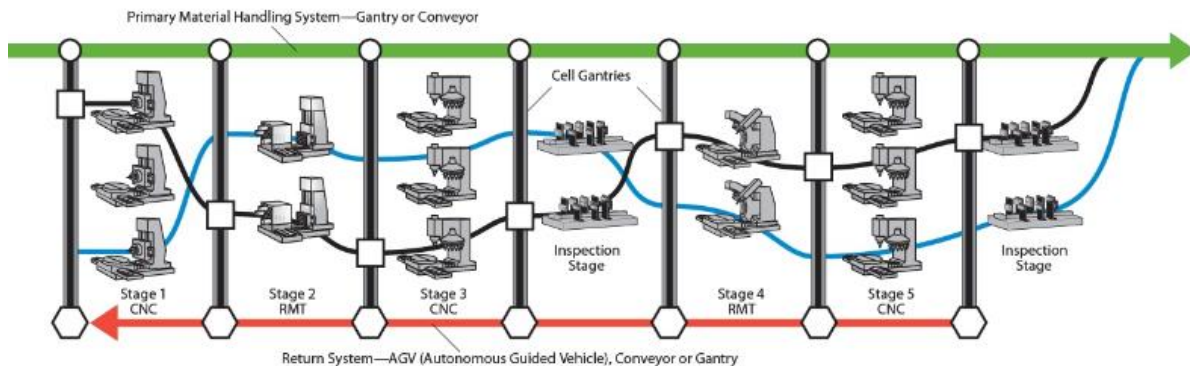 Primary Material Handling System—Gantry or Conveyor
Cell Gantries
Inspection
Stage
Inspection
Stage
Stage 1
CNC
Stage 2
RMT
Stage 3
CNC
Stage 4
RMT
Stage 5
CNC
Return System—AGV (Autonomous Guided Vehicle), Conveyor or Gantry